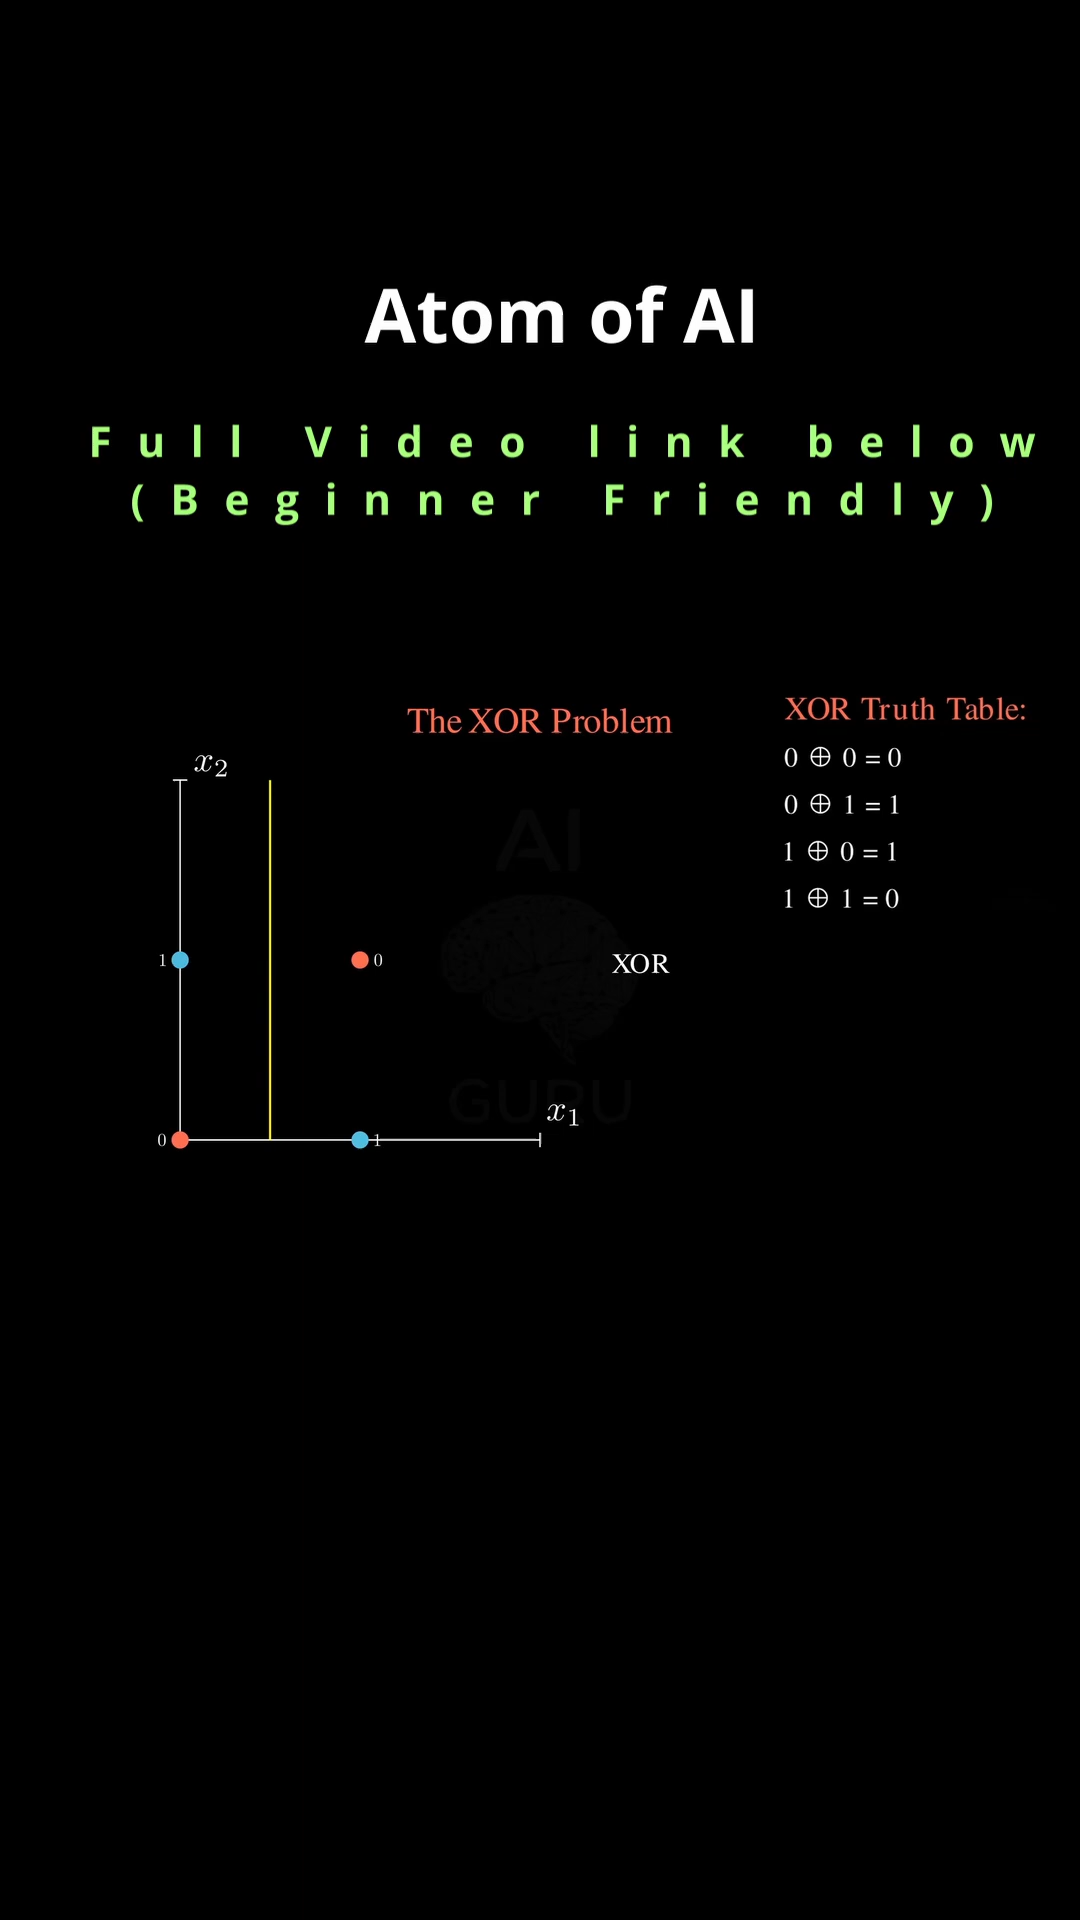 Atom of AI
Full Video link below
(Beginner Friendly)
The XOR Problem
XOR Truth Table:
0 ⊕ 0 = 0
0 ⊕ 1 = 1
1 ⊕ 0 = 1
1 ⊕ 1 = 0
x₂
AI
1
0
XOR
GURU
x₁
0
1